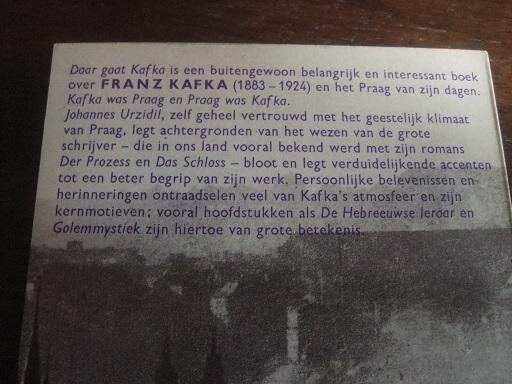 Daar gaat Kafka is een buitengewoon belangrijk en interessant boek
over FRANZ KAFKA (1883 – 1924) en het Praag van zijn dagen.
Kafka was Praag en Praag was Kafka.
Johannes Urzidil, zelf geheel vertrouwd met het geestelijk klimaat
van Praag, legt achtergronden van het wezen van de grote
schrijver – die in ons land vooral bekend werd met zijn romans
Der Prozess en Das Schloss – bloot en legt verduidelijkende accenten
tot een beter begrip van zijn werk. Persoonlijke belevenissen en
herinneringen ontraadselen veel van Kafka's atmosfeer en zijn
kernmotieven; vooral hoofdstukken als De Hebreeuwse leraar en
Golemmystiek zijn hiertoe van grote betekenis.